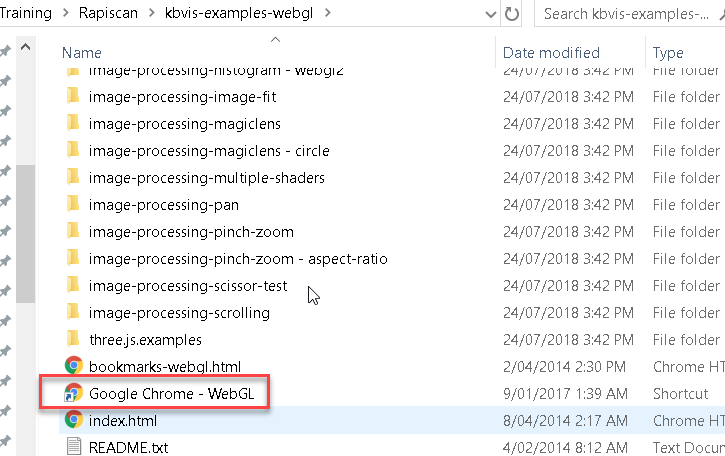 Training > Rapiscan > kbvis-examples-webgl > Search kbvis-examples-...
Name Date modified Type
image-processing-histogram - webgl2 24/07/2018 3:42 PM File folder
image-processing-image-fit 24/07/2018 3:42 PM File folder
image-processing-magiclens 24/07/2018 3:42 PM File folder
image-processing-magiclens - circle 24/07/2018 3:42 PM File folder
image-processing-multiple-shaders 24/07/2018 3:42 PM File folder
image-processing-pan 24/07/2018 3:42 PM File folder
image-processing-pinch-zoom 24/07/2018 3:42 PM File folder
image-processing-pinch-zoom - aspect-ratio 24/07/2018 3:42 PM File folder
image-processing-scissor-test 24/07/2018 3:42 PM File folder
image-processing-scrolling 24/07/2018 3:42 PM File folder
three.js.examples 24/07/2018 3:42 PM File folder
bookmarks-webgl.html 2/04/2014 2:30 PM Chrome HT
Google Chrome - WebGL 9/01/2017 1:39 AM Shortcut
index.html 8/04/2014 2:17 AM Chrome HT
README.txt 4/02/2014 8:12 AM Text Docum